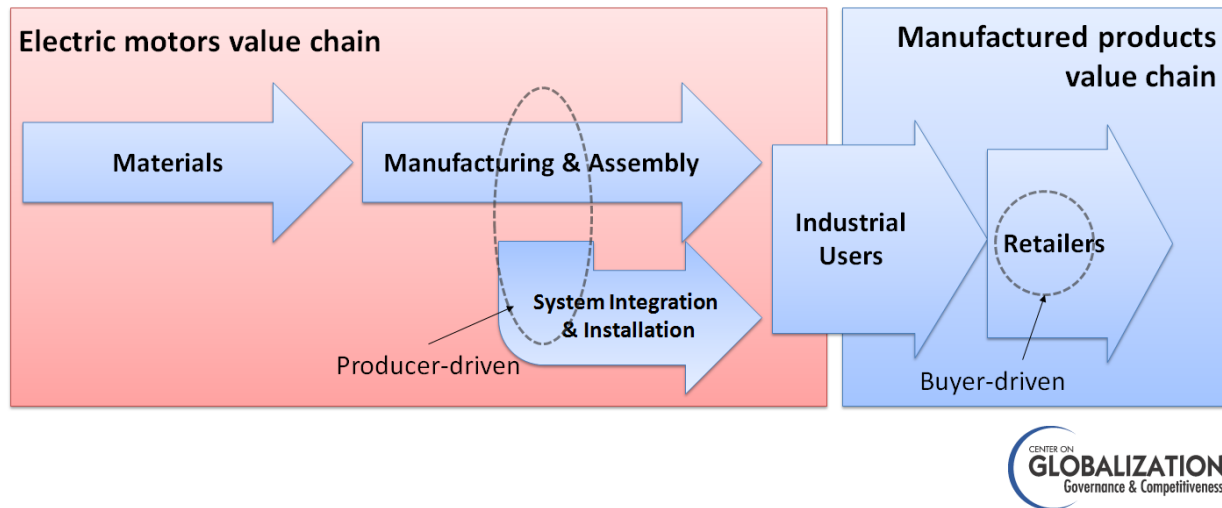 Electric motors value chain
Manufactured products
value chain
Materials
Manufacturing & Assembly
Industrial
Users
Retailers
System Integration
& Installation
Producer-driven
Buyer-driven
CENTER ON
GLOBALIZATION
Governance & Competitiveness